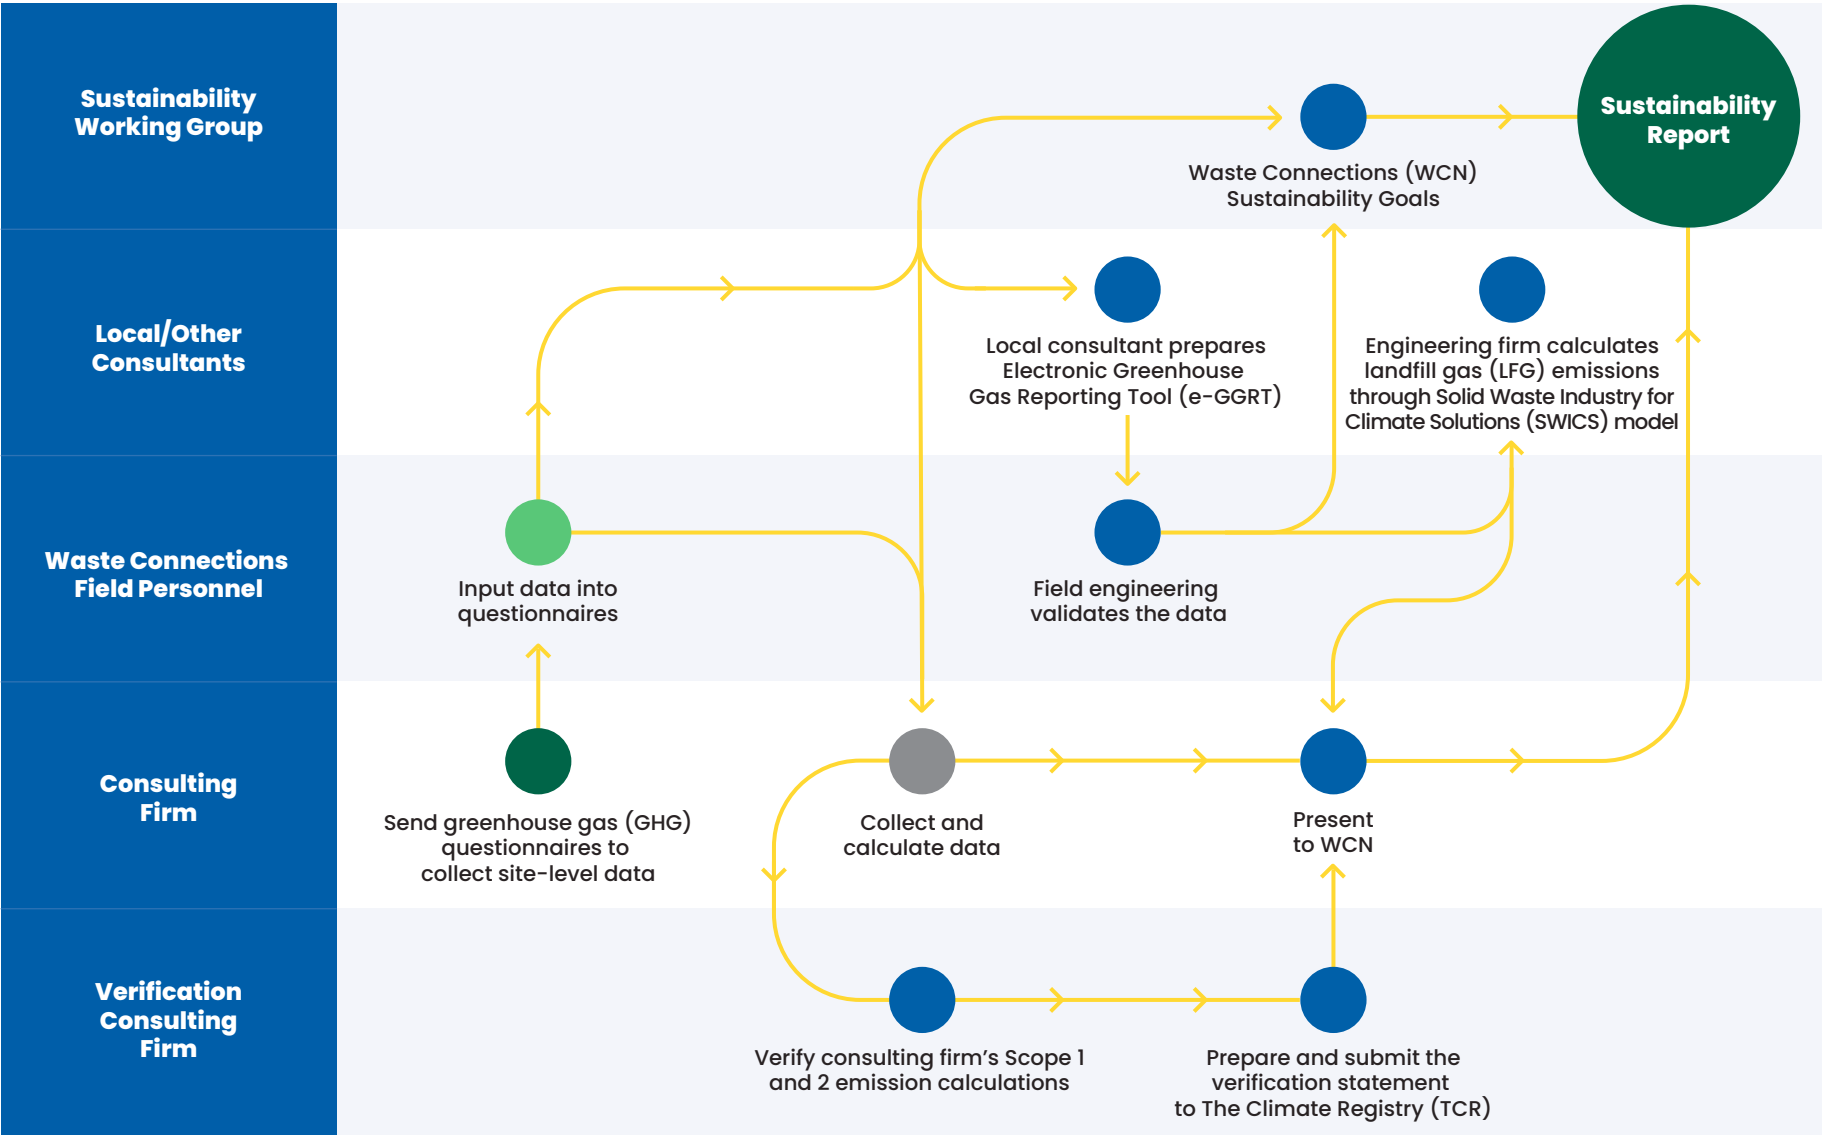 Sustainability
Working Group
Waste Connections (WCN)
Sustainability Goals
Sustainability
Report
Local/Other
Consultants
Local consultant prepares
Electronic Greenhouse
Gas Reporting Tool (e-GGRT)
Engineering firm calculates
landfill gas (LFG) emissions
through Solid Waste Industry for
Climate Solutions (SWICS) model
Waste Connections
Field Personnel
Input data into
questionnaires
Field engineering
validates the data
Consulting
Firm
Send greenhouse gas (GHG)
questionnaires to
collect site-level data
Collect and
calculate data
Present
to WCN
Verification
Consulting
Firm
Verify consulting firm’s Scope 1
and 2 emission calculations
Prepare and submit the
verification statement
to The Climate Registry (TCR)